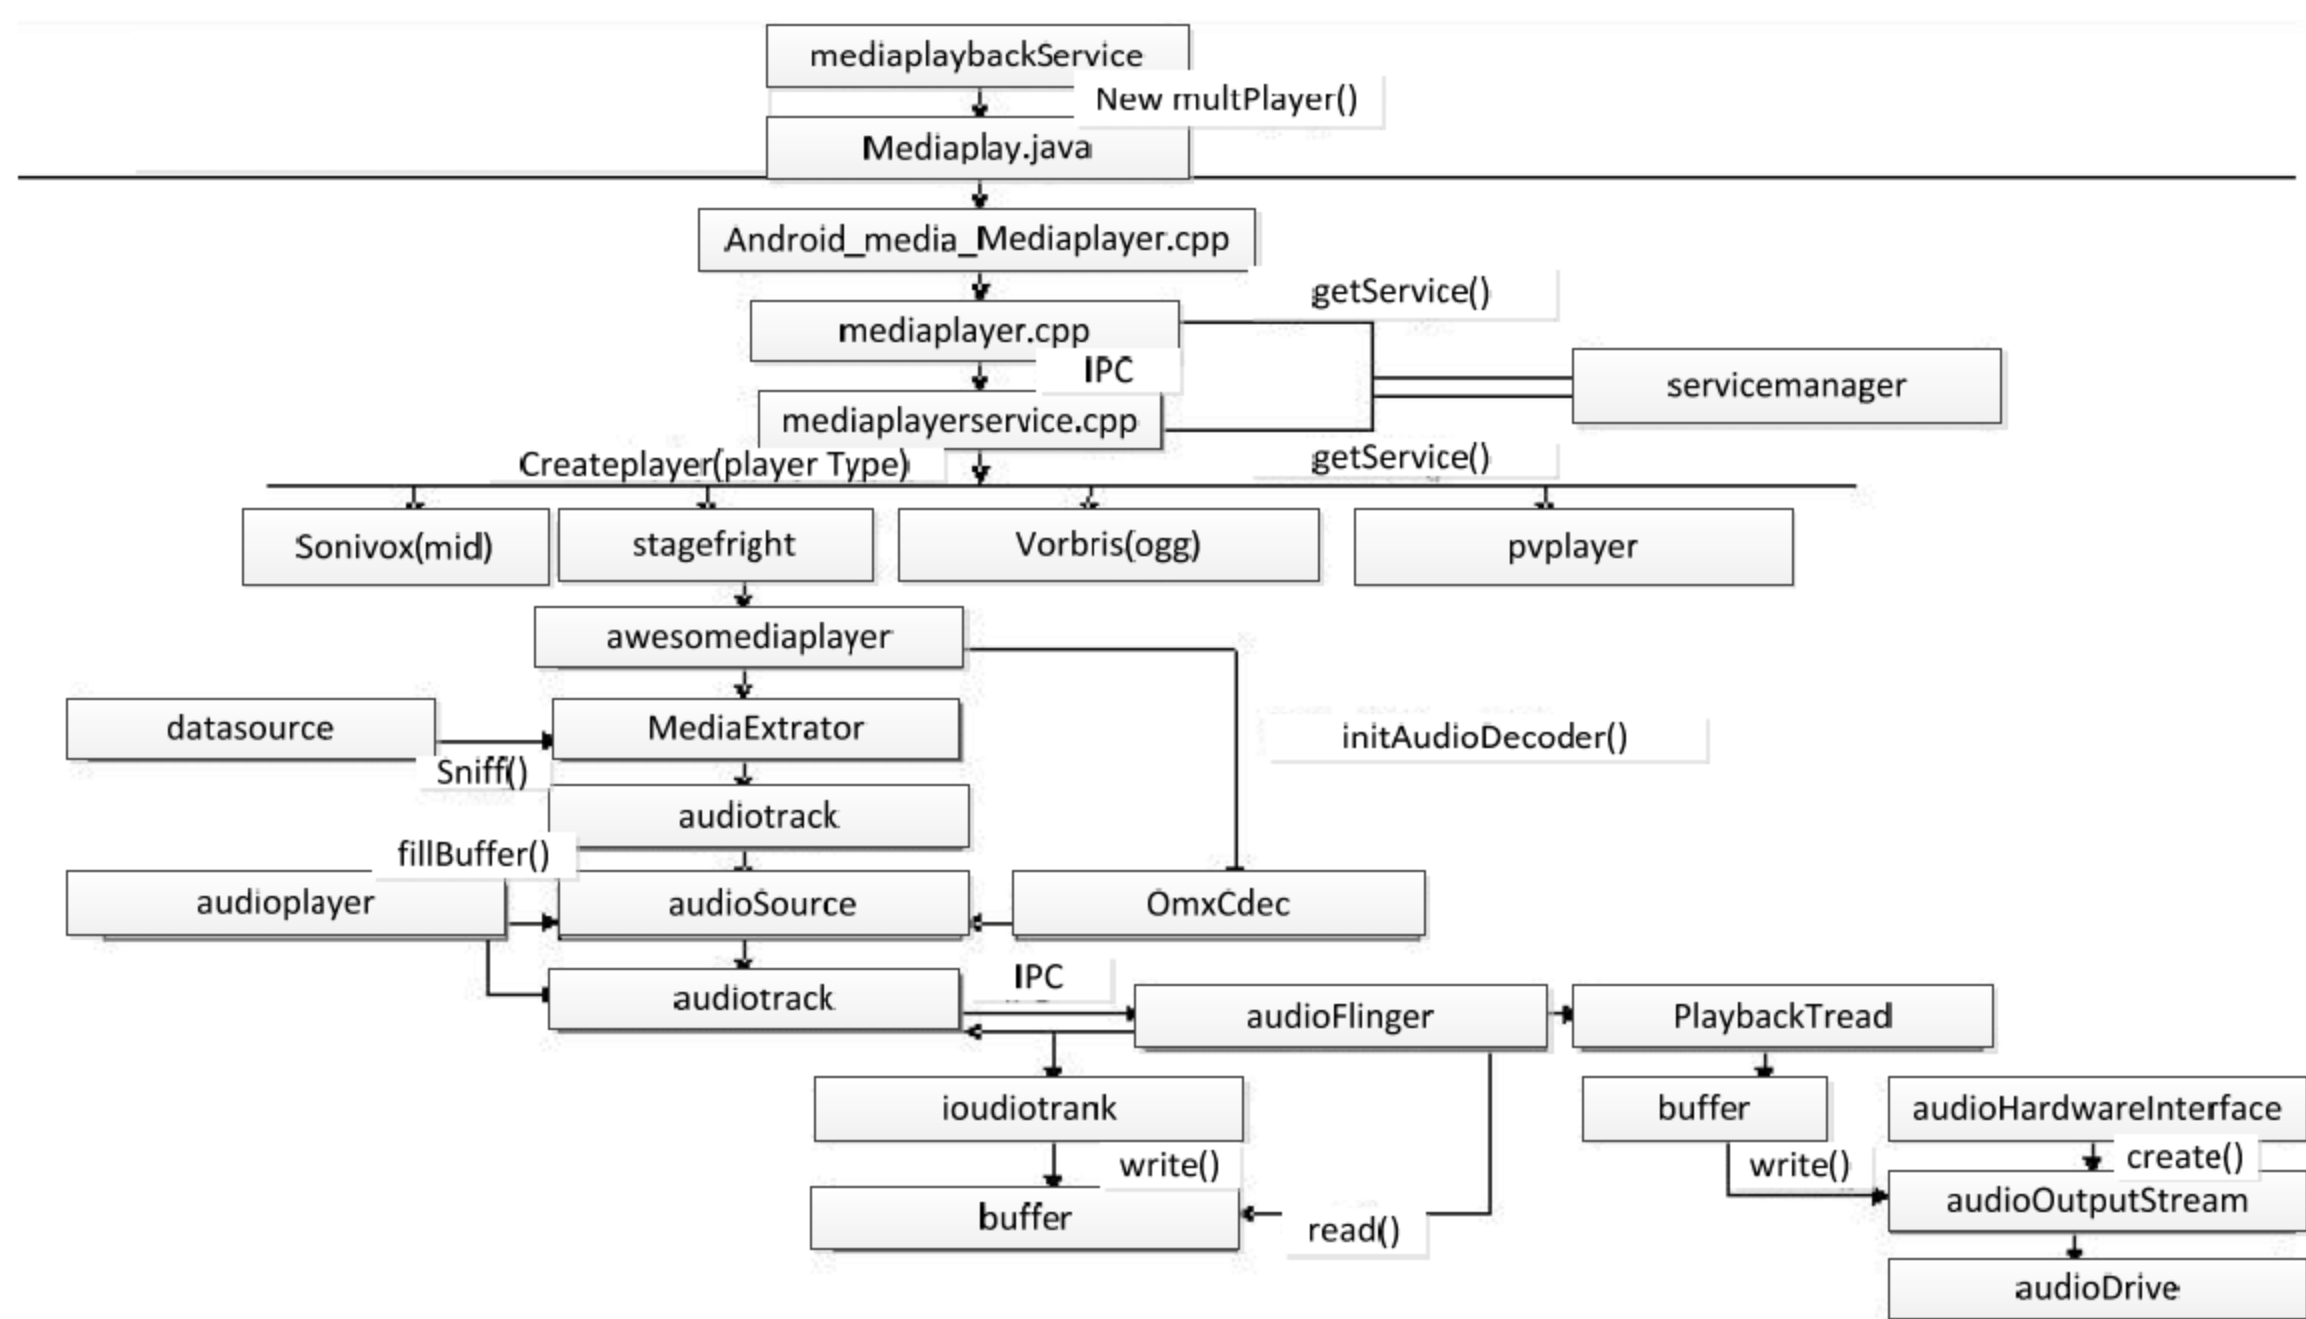 mediaplaybackService
New multPlayer()
Mediaplay.java
Android_media_Mediaplayer.cpp
getService()
mediaplayer.cpp
IPC
servicemanager
mediaplayerservice.cpp
getService()
Createplayer(player Type)
Sonivox(mid)
stagefright
Vorbris(ogg)
pvplayer
awesomediaplayer
datasource
MediaExtrator
initAudioDecoder()
Sniff()
audiotrack
fillBuffer()
audioplayer
audioSource
OmxCdec
IPC
audiotrack
audioFlinger
PlaybackTread
ioudiotrank
buffer
audioHardwareInterface
write()
write()
create()
buffer
read()
audioOutputStream
audioDrive